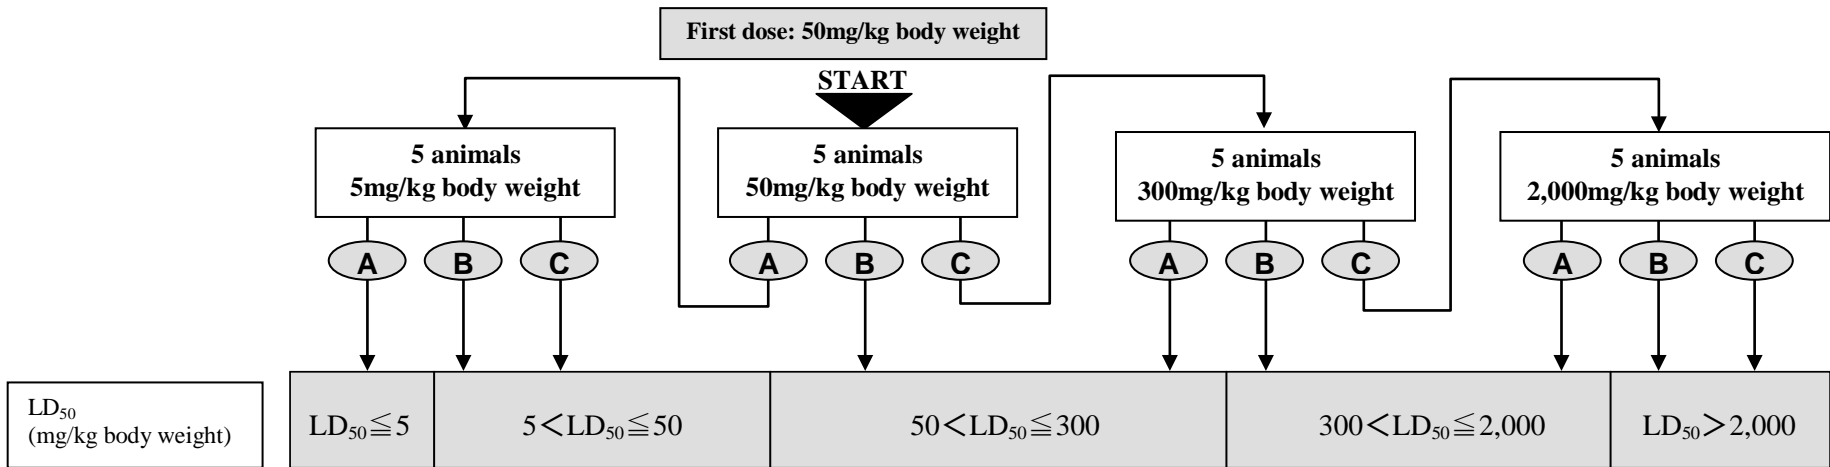 First dose: 50mg/kg body weight
START
5 animals
5mg/kg body weight
5 animals
50mg/kg body weight
5 animals
300mg/kg body weight
5 animals
2,000mg/kg body weight
A B C A B C A B C A B C
LD₅₀
(mg/kg body weight)
LD₅₀≦5
5＜LD₅₀≦50
50＜LD₅₀≦300
300＜LD₅₀≦2,000
LD₅₀＞2,000